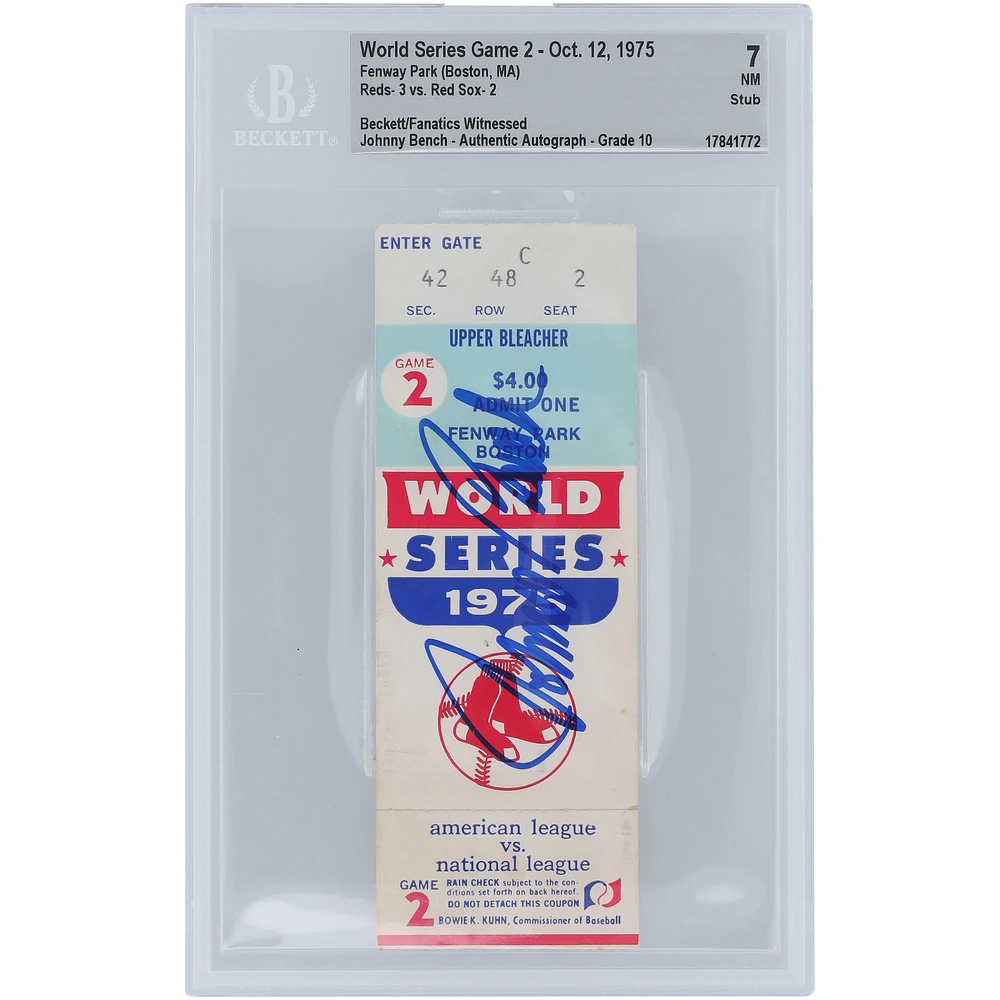 World Series Game 2 - Oct. 12, 1975
7
Fenway Park (Boston, MA)
NM
Reds- 3 vs. Red Sox- 2
Stub
Beckett/Fanatics Witnessed
Johnny Bench - Authentic Autograph - Grade 10
17841772
B
BECKETT®
ENTER GATE
C
42 48 2
SEC. ROW SEAT
UPPER BLEACHER
GAME
2
$4.00
ADMIT ONE
FENWAY PARK
BOSTON
WORLD
SERIES
1975
Johnny Bench
american league
vs.
national league
GAME
2
RAIN CHECK subject to the con-
ditions set forth on back hereof.
DO NOT DETACH THIS COUPON
BOWIE K. KUHN, Commissioner of Baseball